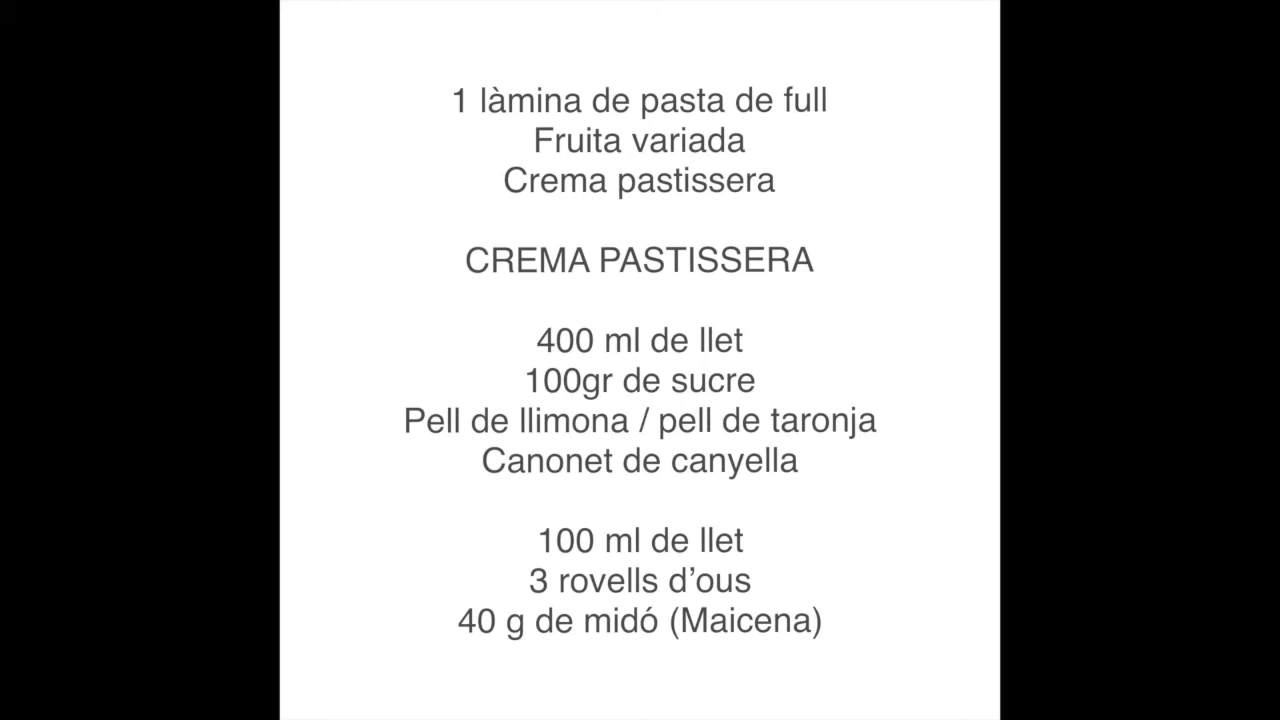 1 làmina de pasta de full
Fruita variada
Crema pastissera
CREMA PASTISSERA
400 ml de llet
100gr de sucre
Pell de llimona / pell de taronja
Canonet de canyella
100 ml de llet
3 rovells d’ous
40 g de midó (Maicena)